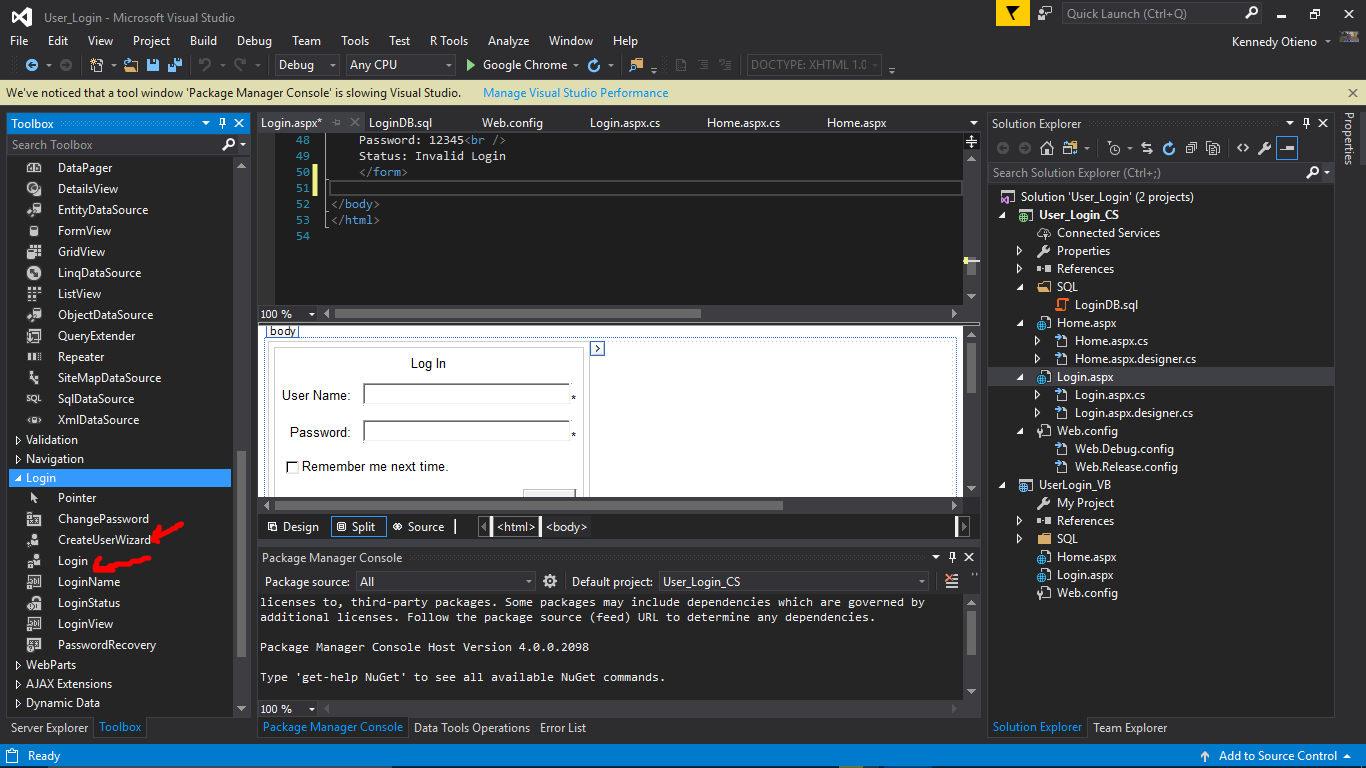 User_Login - Microsoft Visual Studio
Quick Launch (Ctrl+Q)
File Edit View Project Build Debug Team Tools Test R Tools Analyze Window Help
Kennedy Otieno
Debug Any CPU Google Chrome DOCTYPE: XHTML 1.0
We've noticed that a tool window 'Package Manager Console' is slowing Visual Studio. Manage Visual Studio Performance
Toolbox
Search Toolbox
DataPager
DetailsView
EntityDataSource
FormView
GridView
LinqDataSource
ListView
ObjectDataSource
QueryExtender
Repeater
SiteMapDataSource
SQL SqlDataSource
XmlDataSource
Validation
Navigation
Login
Pointer
ChangePassword
CreateUserWizard
Login
LoginName
LoginStatus
LoginView
PasswordRecovery
WebParts
AJAX Extensions
Dynamic Data
Server Explorer Toolbox
Login.aspx* LoginDB.sql Web.config Login.aspx.cs Home.aspx.cs Home.aspx
48 Password: 12345<br />
49 Status: Invalid Login
50 </form>
51
52 </body>
53 </html>
54
100 %
body
Log In
User Name: *
Password: *
Remember me next time.
Design Split Source <html> <body>
Package Manager Console
Package source: All Default project: User_Login_CS
licenses to, third-party packages. Some packages may include dependencies which are governed by
additional licenses. Follow the package source (feed) URL to determine any dependencies.
Package Manager Console Host Version 4.0.0.2098
Type 'get-help NuGet' to see all available NuGet commands.
100 %
Package Manager Console Data Tools Operations Error List
Solution Explorer
Search Solution Explorer (Ctrl+;)
Solution 'User_Login' (2 projects)
User_Login_CS
Connected Services
Properties
References
SQL
LoginDB.sql
Home.aspx
Home.aspx.cs
Home.aspx.designer.cs
Login.aspx
Login.aspx.cs
Login.aspx.designer.cs
Web.config
Web.Debug.config
Web.Release.config
UserLogin_VB
My Project
References
SQL
Home.aspx
Login.aspx
Web.config
Solution Explorer Team Explorer
Properties
Ready
Add to Source Control